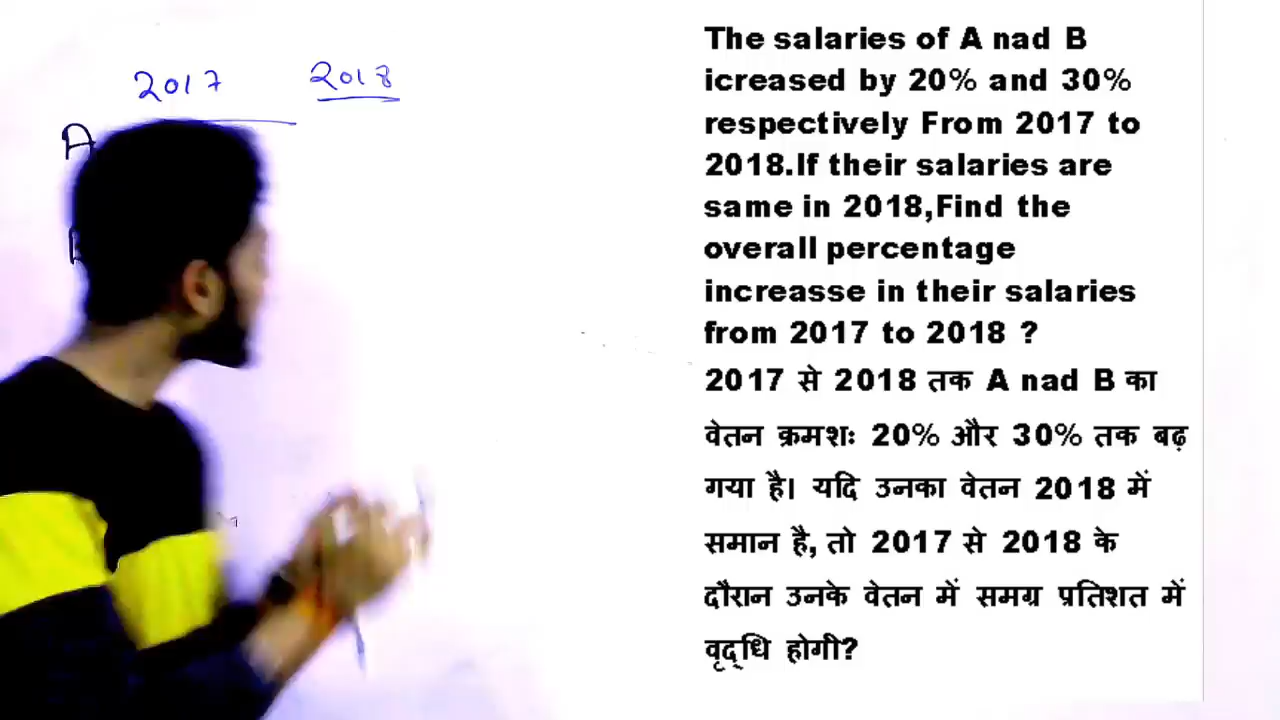 2017 2018
A
B
The salaries of A nad B
icreased by 20% and 30%
respectively From 2017 to
2018.If their salaries are
same in 2018,Find the
overall percentage
increasse in their salaries
from 2017 to 2018 ?
2017 से 2018 तक A nad B का
वेतन क्रमशः 20% और 30% तक बढ़
गया है। यदि उनका वेतन 2018 में
समान है, तो 2017 से 2018 के
दौरान उनके वेतन में समग्र प्रतिशत में
वृद्धि होगी?